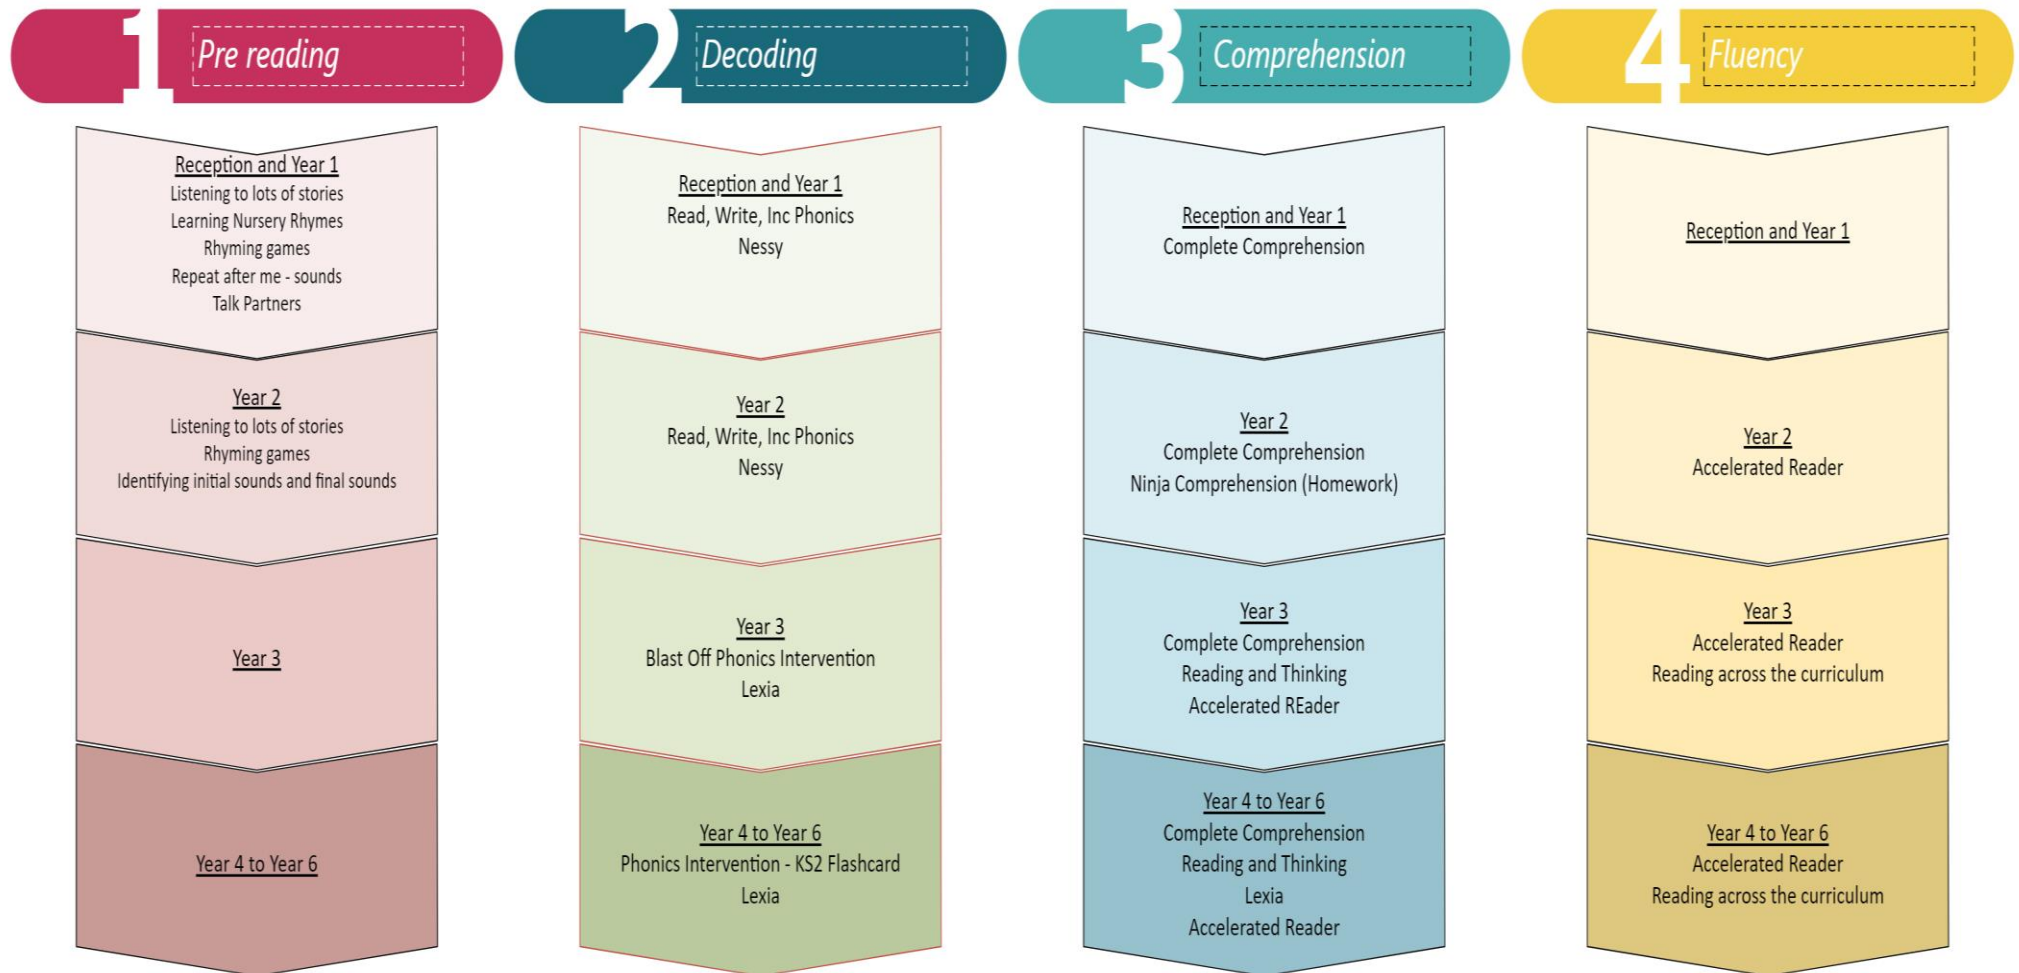 1 Pre reading
Reception and Year 1
Listening to lots of stories
Learning Nursery Rhymes
Rhyming games
Repeat after me - sounds
Talk Partners
Year 2
Listening to lots of stories
Rhyming games
Identifying initial sounds and final sounds
Year 3
Year 4 to Year 6
2 Decoding
Reception and Year 1
Read, Write, Inc Phonics
Nessy
Year 2
Read, Write, Inc Phonics
Nessy
Year 3
Blast Off Phonics Intervention
Lexia
Year 4 to Year 6
Phonics Intervention - KS2 Flashcard
Lexia
3 Comprehension
Reception and Year 1
Complete Comprehension
Year 2
Complete Comprehension
Ninja Comprehension (Homework)
Year 3
Complete Comprehension
Reading and Thinking
Accelerated REader
Year 4 to Year 6
Complete Comprehension
Reading and Thinking
Lexia
Accelerated Reader
4 Fluency
Reception and Year 1
Year 2
Accelerated Reader
Year 3
Accelerated Reader
Reading across the curriculum
Year 4 to Year 6
Accelerated Reader
Reading across the curriculum